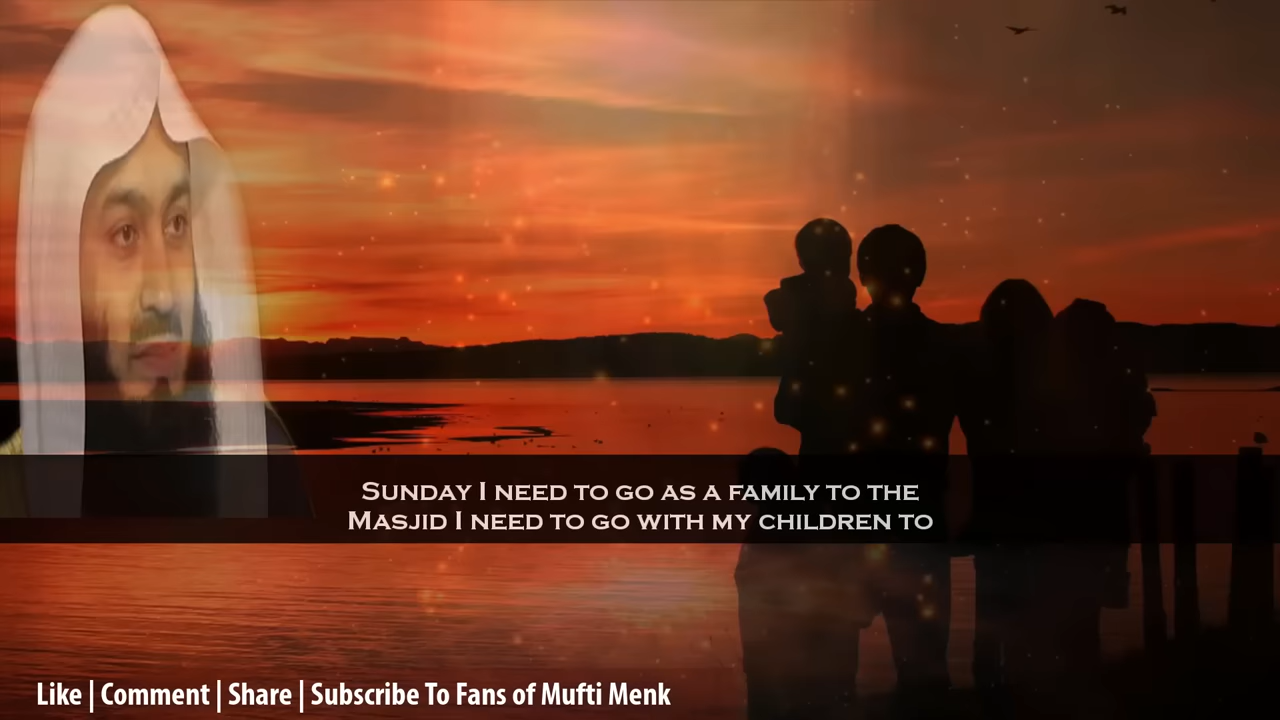 Sunday I need to go as a family to the
Masjid I need to go with my children to
Like | Comment | Share | Subscribe To Fans of Mufti Menk